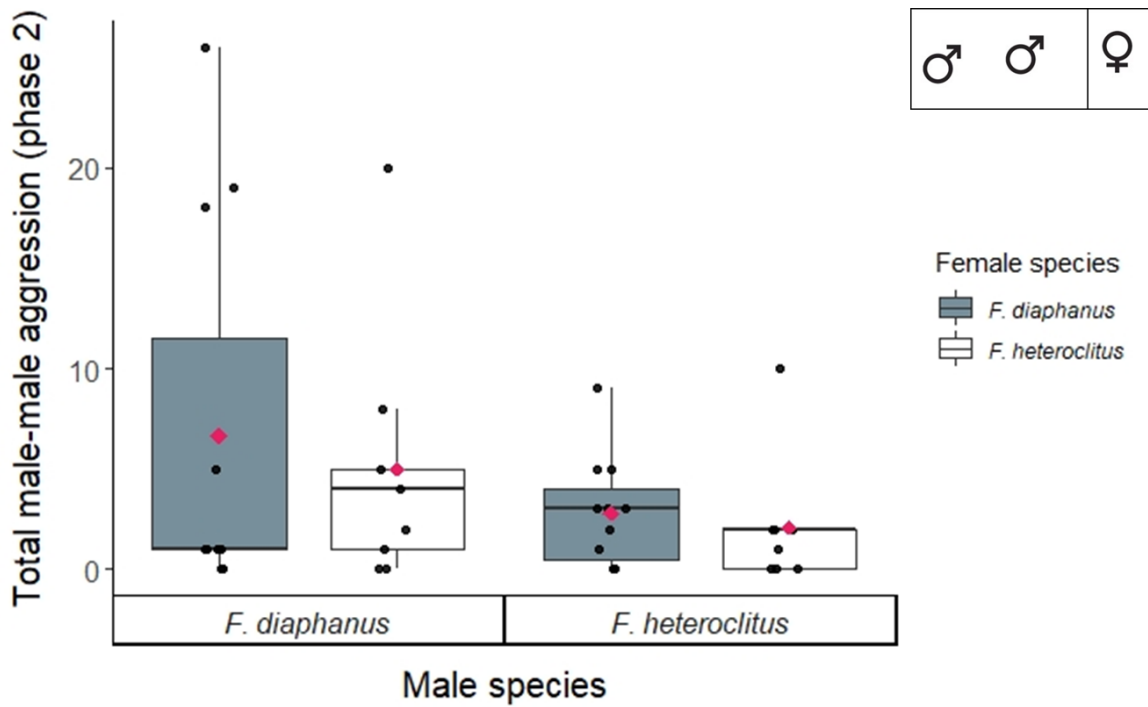 Total male-male aggression (phase 2)
20
10
0
♂ ♂ ♀
Female species
F. diaphanus
F. heteroclitus
F. diaphanus F. heteroclitus
Male species